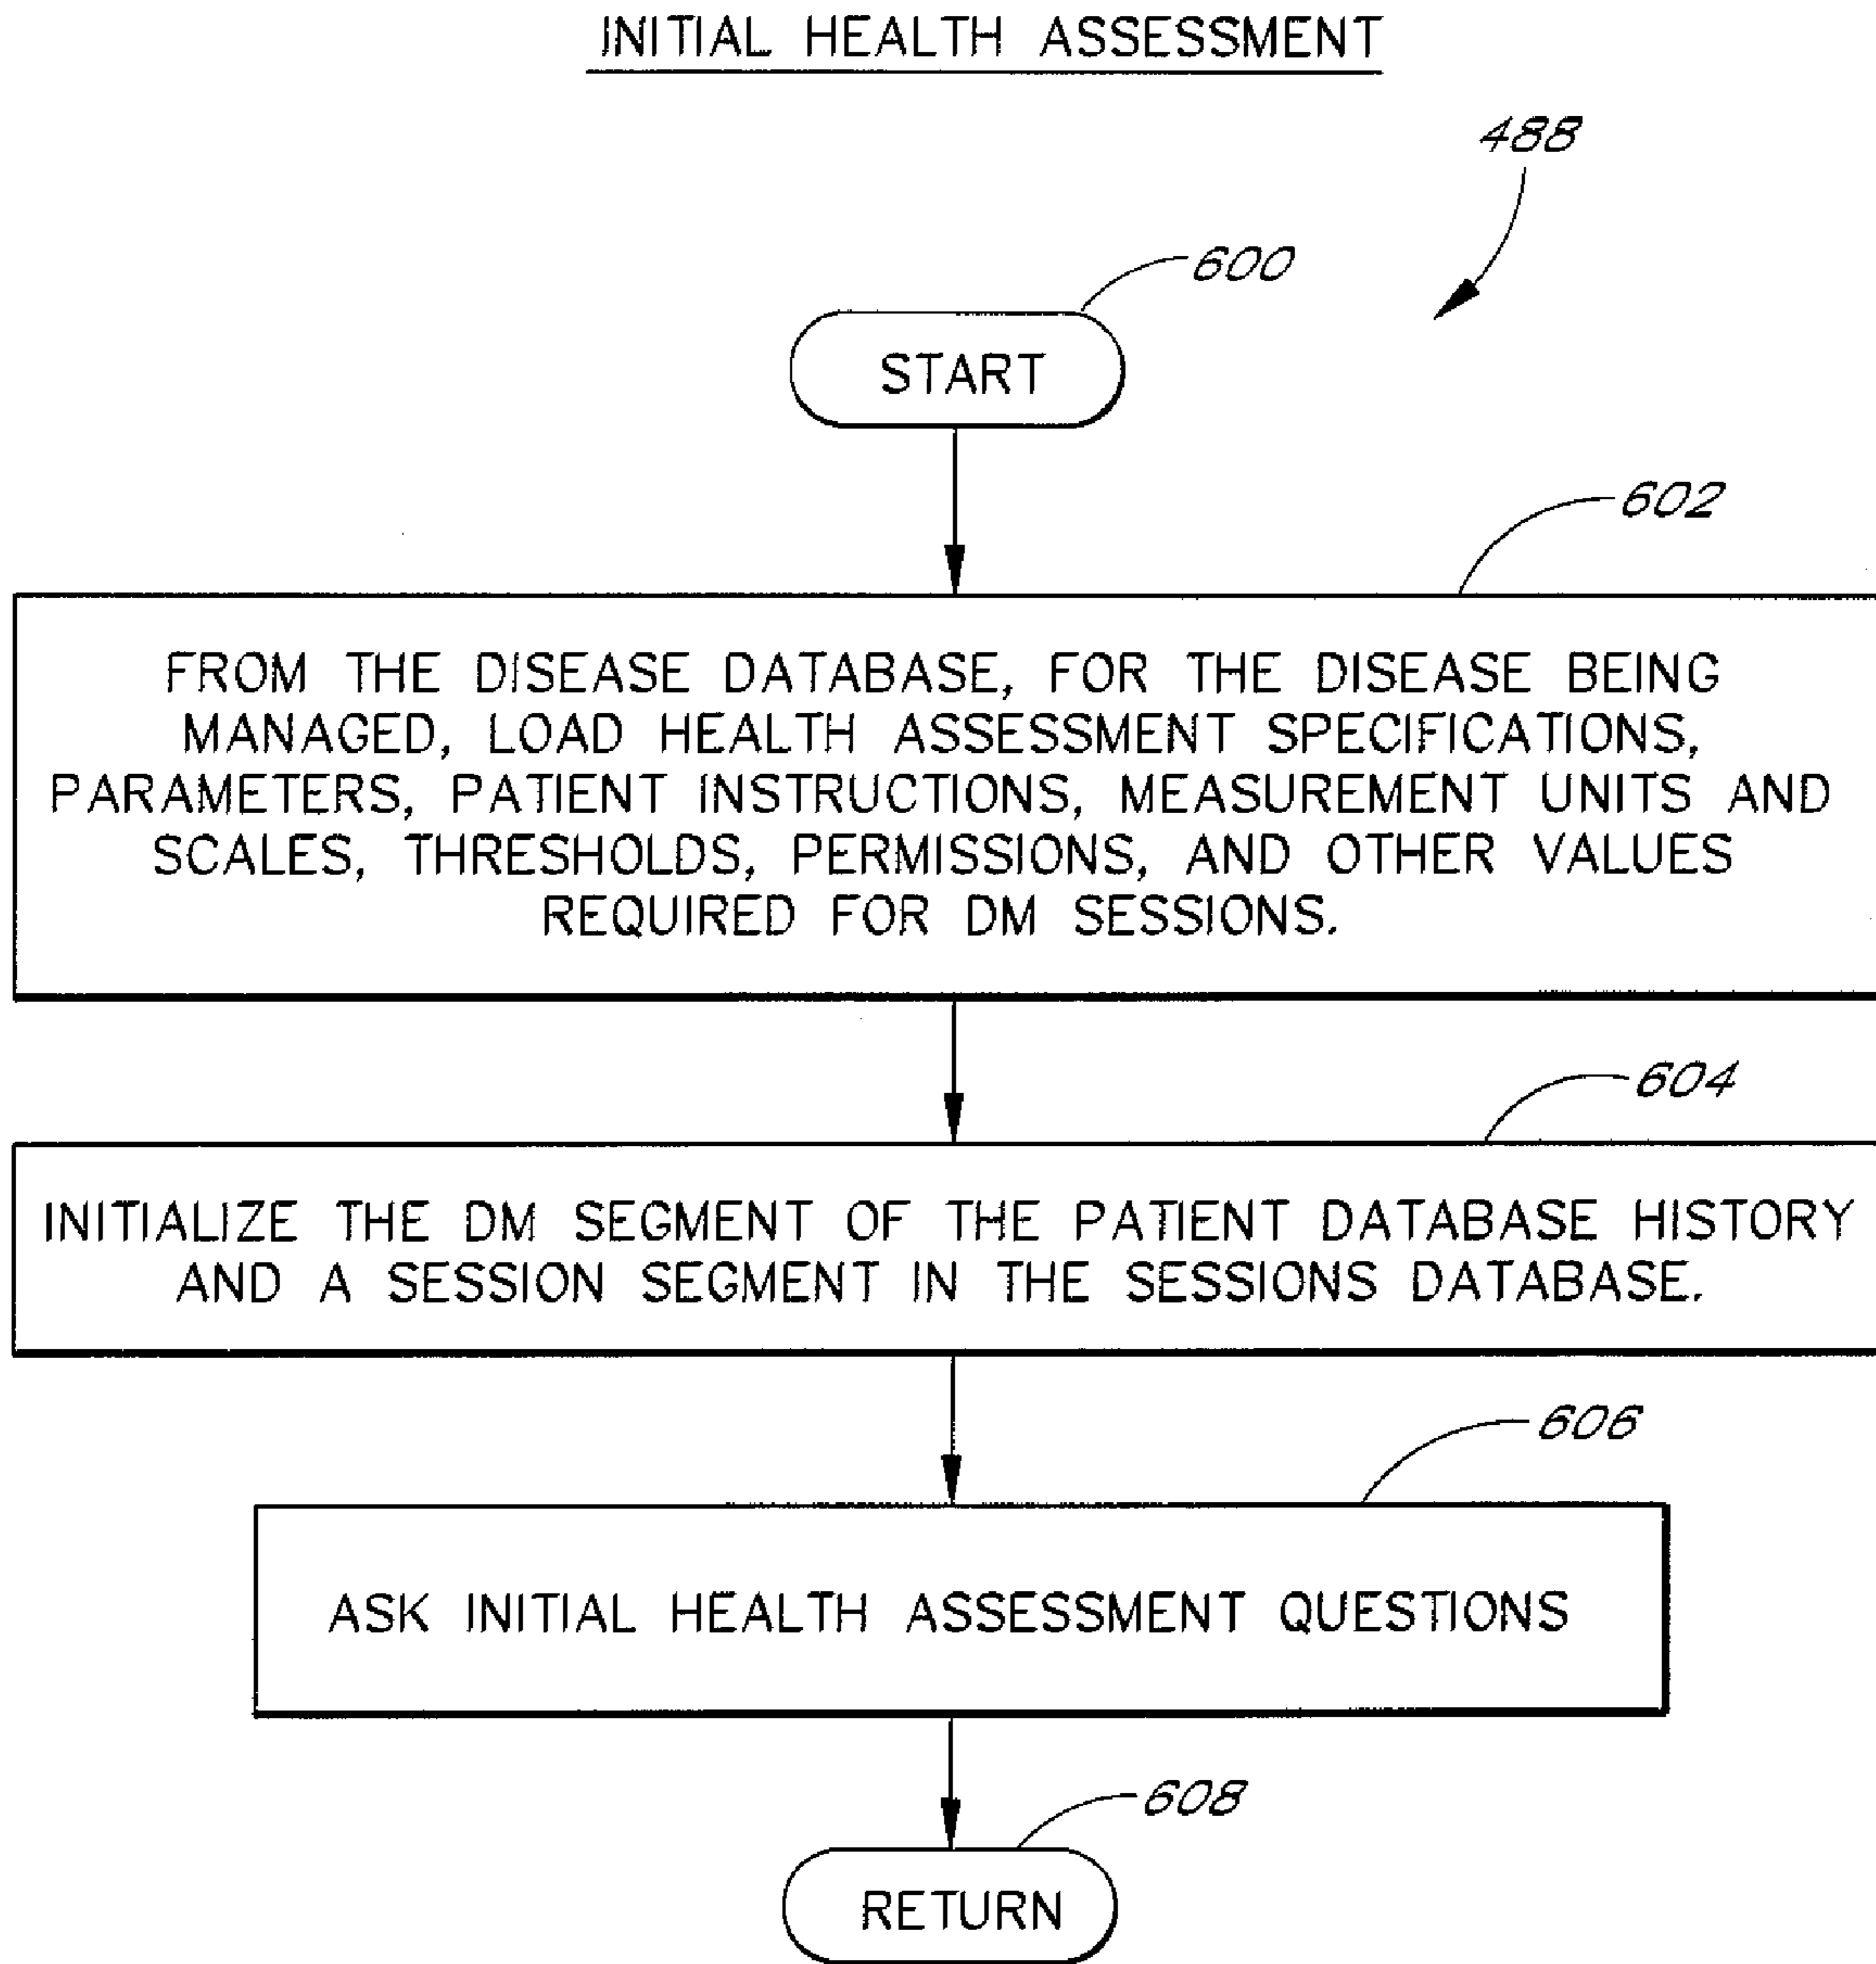 INITIAL HEALTH ASSESSMENT
488
600
START
602
FROM THE DISEASE DATABASE, FOR THE DISEASE BEING
MANAGED, LOAD HEALTH ASSESSMENT SPECIFICATIONS,
PARAMETERS, PATIENT INSTRUCTIONS, MEASUREMENT UNITS AND
SCALES, THRESHOLDS, PERMISSIONS, AND OTHER VALUES
REQUIRED FOR DM SESSIONS.
604
INITIALIZE THE DM SEGMENT OF THE PATIENT DATABASE HISTORY
AND A SESSION SEGMENT IN THE SESSIONS DATABASE.
606
ASK INITIAL HEALTH ASSESSMENT QUESTIONS
608
RETURN